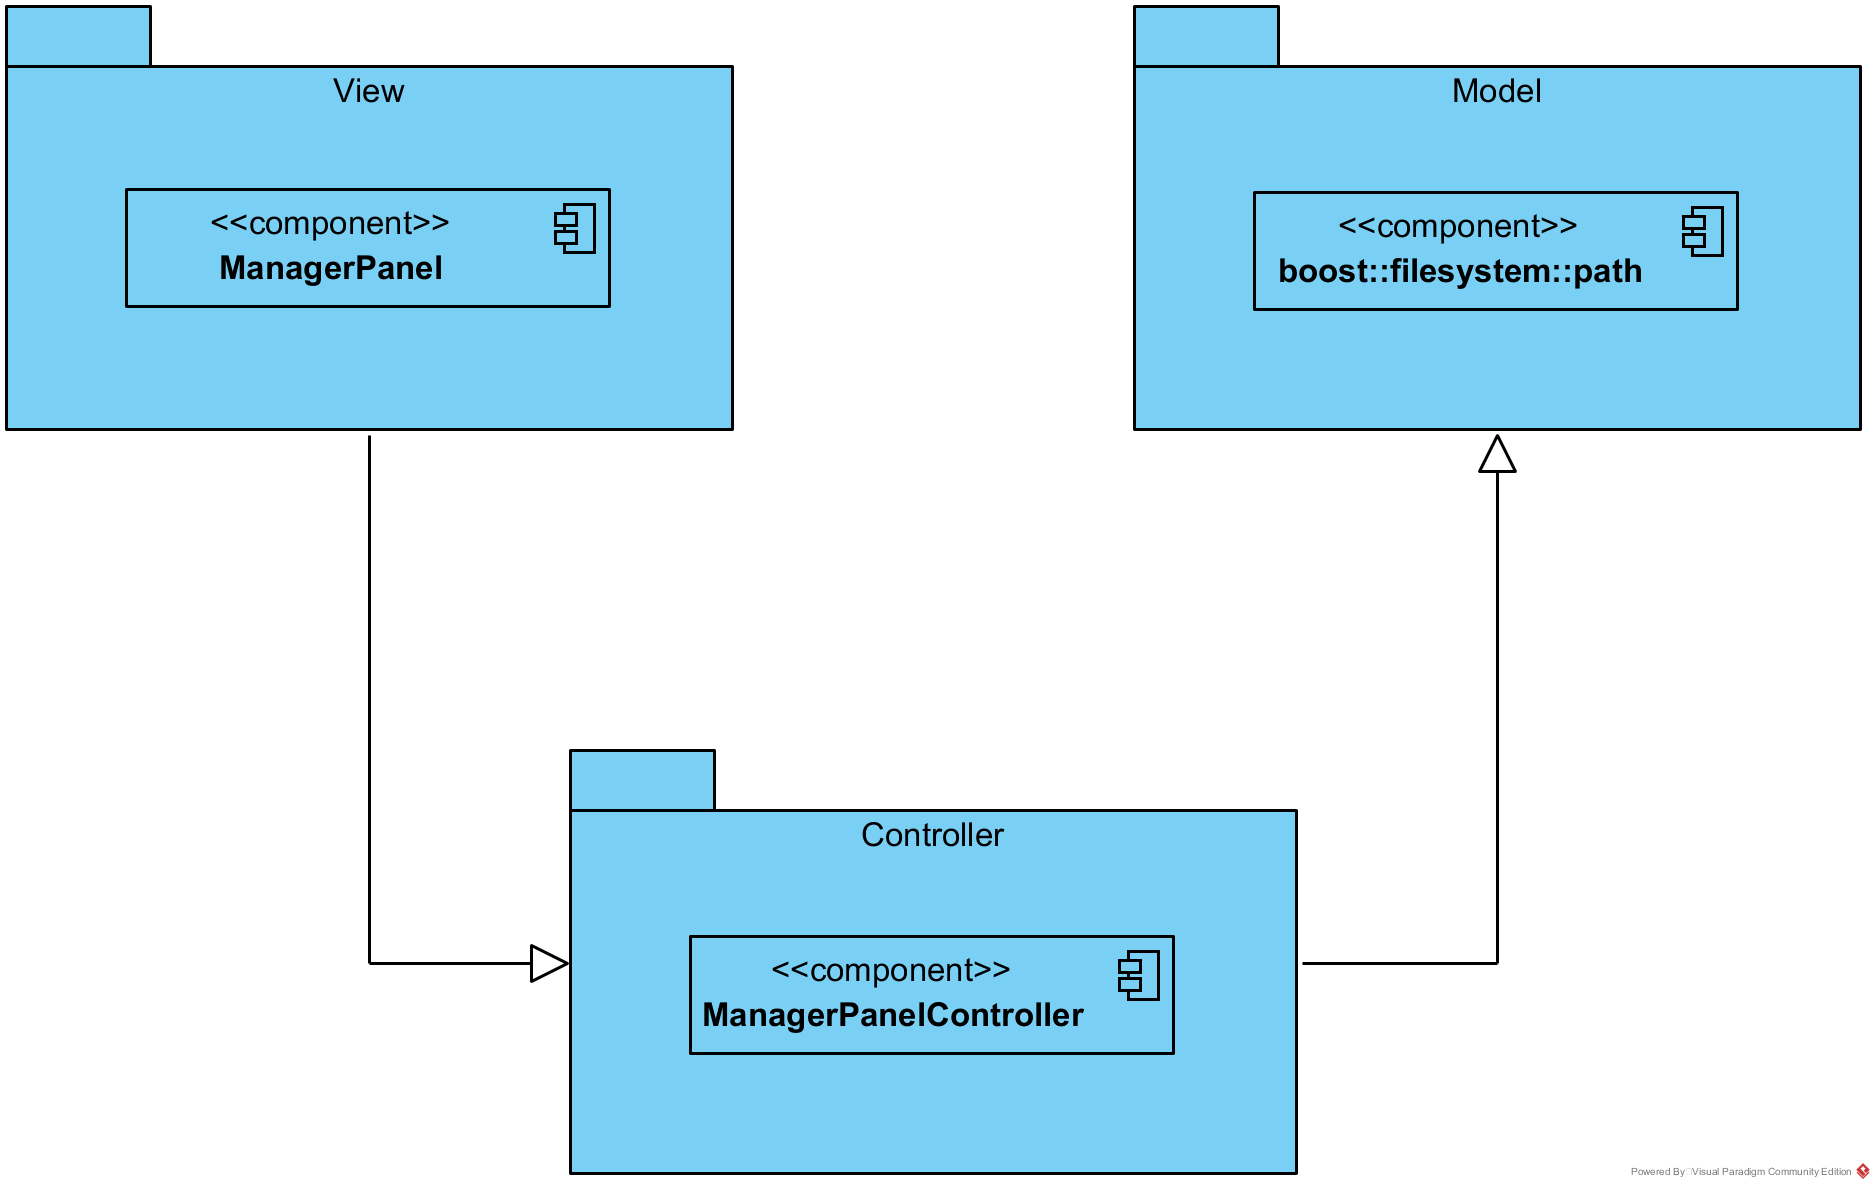 View
<<component>>
ManagerPanel
Model
<<component>>
boost::filesystem::path
Controller
<<component>>
ManagerPanelController
Powered By Visual Paradigm Community Edition